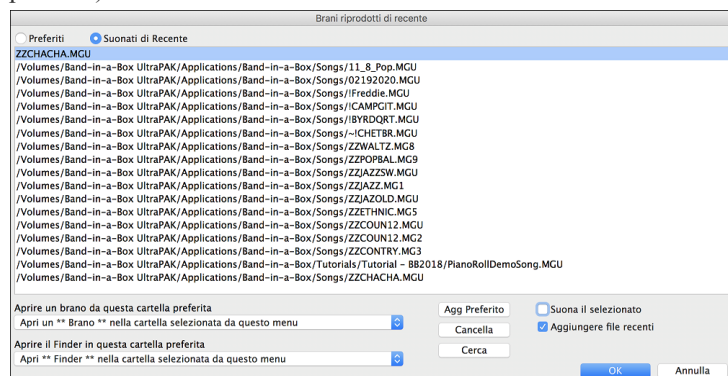 Brani riprodotti di recente
Preferiti Suonati di Recente
ZZCHACHA.MGU
/Volumes/Band-in-a-Box UltraPAK/Applications/Band-in-a-Box/Songs/11_8_Pop.MGU
/Volumes/Band-in-a-Box UltraPAK/Applications/Band-in-a-Box/Songs/02192020.MGU
/Volumes/Band-in-a-Box UltraPAK/Applications/Band-in-a-Box/Songs/!Freddie.MGU
/Volumes/Band-in-a-Box UltraPAK/Applications/Band-in-a-Box/Songs/!CAMPGIT.MGU
/Volumes/Band-in-a-Box UltraPAK/Applications/Band-in-a-Box/Songs/!BYRDQRT.MGU
/Volumes/Band-in-a-Box UltraPAK/Applications/Band-in-a-Box/Songs/~!CHETBR.MGU
/Volumes/Band-in-a-Box UltraPAK/Applications/Band-in-a-Box/Songs/ZZWALTZ.MG8
/Volumes/Band-in-a-Box UltraPAK/Applications/Band-in-a-Box/Songs/ZZPOPBAL.MG9
/Volumes/Band-in-a-Box UltraPAK/Applications/Band-in-a-Box/Songs/ZZJAZZSW.MGU
/Volumes/Band-in-a-Box UltraPAK/Applications/Band-in-a-Box/Songs/ZZJAZZ.MG1
/Volumes/Band-in-a-Box UltraPAK/Applications/Band-in-a-Box/Songs/ZZJAZOLD.MGU
/Volumes/Band-in-a-Box UltraPAK/Applications/Band-in-a-Box/Songs/ZZETHNIC.MG5
/Volumes/Band-in-a-Box UltraPAK/Applications/Band-in-a-Box/Songs/ZZCOUN12.MGU
/Volumes/Band-in-a-Box UltraPAK/Applications/Band-in-a-Box/Songs/ZZCOUN12.MG2
/Volumes/Band-in-a-Box UltraPAK/Applications/Band-in-a-Box/Songs/ZZCONTRY.MG3
/Volumes/Band-in-a-Box UltraPAK/Applications/Band-in-a-Box/Tutorials/Tutorial - BB2018/PianoRollDemoSong.MGU
/Volumes/Band-in-a-Box UltraPAK/Applications/Band-in-a-Box/Songs/ZZCHACHA.MGU
Aprire un brano da questa cartella preferita
Apri un ** Brano ** nella cartella selezionata da questo menu
Aprire il Finder in questa cartella preferita
Apri ** Finder ** nella cartella selezionata da questo menu
Agg Preferito
Cancella
Cerca
Suona il selezionato
Aggiungere file recenti
OK Annulla